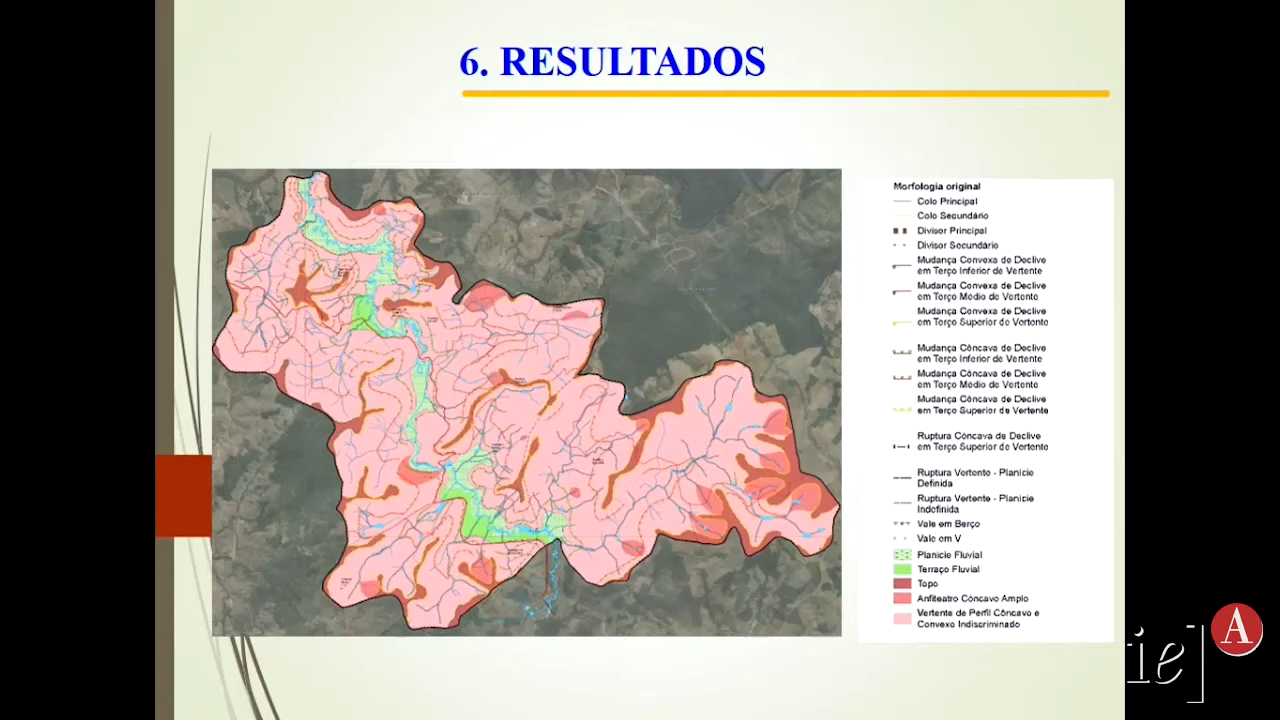 6. RESULTADOS
Morfologia original
Colo Principal
Colo Secundário
Divisor Principal
Divisor Secundário
Mudança Convexa de Declive
em Terço Inferior de Vertente
Mudança Convexa de Declive
em Terço Médio de Vertente
Mudança Convexa de Declive
em Terço Superior de Vertente
Mudança Côncava de Declive
em Terço Inferior de Vertente
Mudança Côncava de Declive
em Terço Médio de Vertente
Mudança Côncava de Declive
em Terço Superior de Vertente
Ruptura Côncava de Declive
em Terço Superior de Vertente
Ruptura Vertente - Planície
Definida
Ruptura Vertente - Planície
Indefinida
Vale em Berço
Vale em V
Planície Fluvial
Terraço Fluvial
Topo
Anfiteatro Côncavo Amplo
Vertente de Perfil Côncavo e
Convexo Indiscriminado
ie]
A